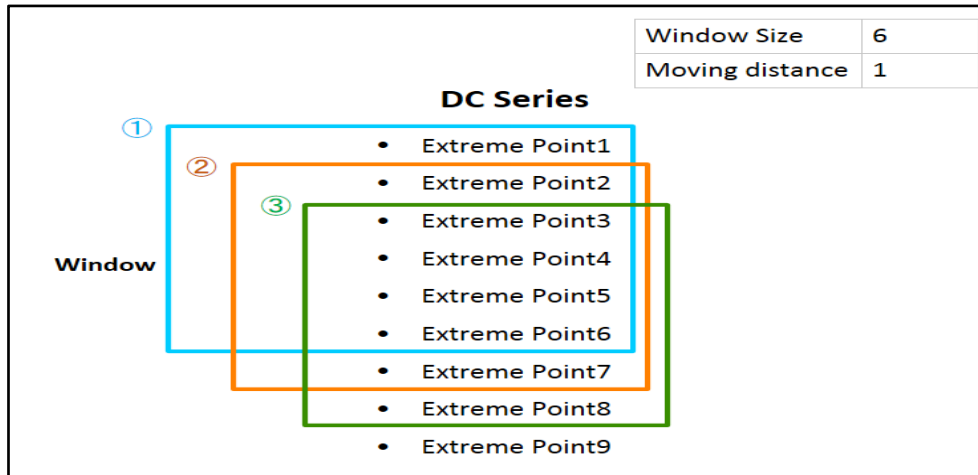 Window Size 6
Moving distance 1
DC Series
①
• Extreme Point1
②
• Extreme Point2
③
• Extreme Point3
• Extreme Point4
Window
• Extreme Point5
• Extreme Point6
• Extreme Point7
• Extreme Point8
• Extreme Point9